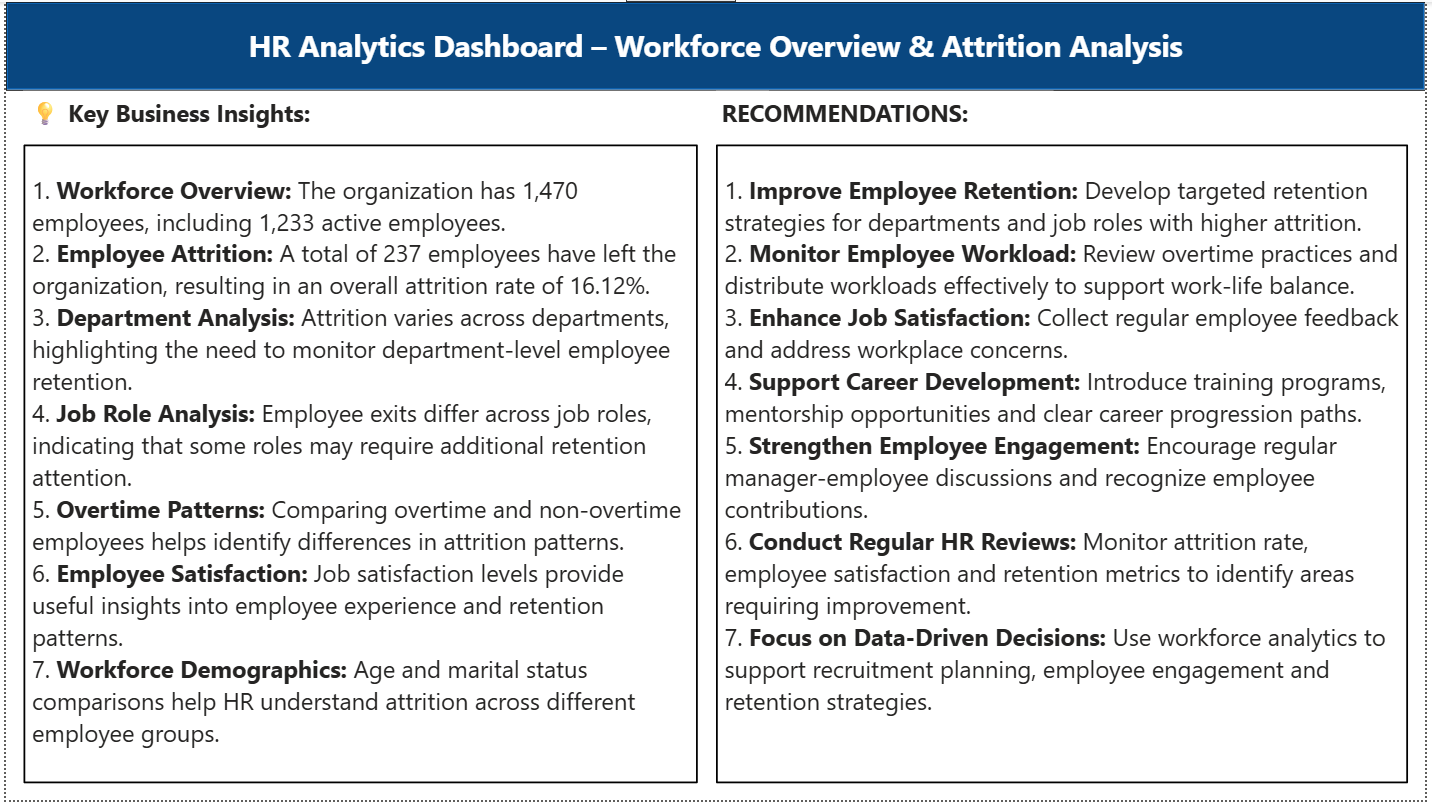 HR Analytics Dashboard – Workforce Overview & Attrition Analysis
💡 Key Business Insights:
1. Workforce Overview: The organization has 1,470
employees, including 1,233 active employees.
2. Employee Attrition: A total of 237 employees have left the
organization, resulting in an overall attrition rate of 16.12%.
3. Department Analysis: Attrition varies across departments,
highlighting the need to monitor department-level employee
retention.
4. Job Role Analysis: Employee exits differ across job roles,
indicating that some roles may require additional retention
attention.
5. Overtime Patterns: Comparing overtime and non-overtime
employees helps identify differences in attrition patterns.
6. Employee Satisfaction: Job satisfaction levels provide
useful insights into employee experience and retention
patterns.
7. Workforce Demographics: Age and marital status
comparisons help HR understand attrition across different
employee groups.
RECOMMENDATIONS:
1. Improve Employee Retention: Develop targeted retention
strategies for departments and job roles with higher attrition.
2. Monitor Employee Workload: Review overtime practices and
distribute workloads effectively to support work-life balance.
3. Enhance Job Satisfaction: Collect regular employee feedback
and address workplace concerns.
4. Support Career Development: Introduce training programs,
mentorship opportunities and clear career progression paths.
5. Strengthen Employee Engagement: Encourage regular
manager-employee discussions and recognize employee
contributions.
6. Conduct Regular HR Reviews: Monitor attrition rate,
employee satisfaction and retention metrics to identify areas
requiring improvement.
7. Focus on Data-Driven Decisions: Use workforce analytics to
support recruitment planning, employee engagement and
retention strategies.